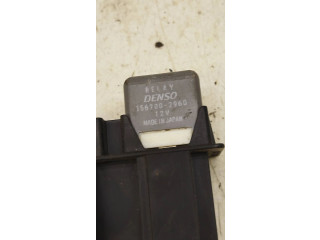 RELAY
DENSO
156700-2960
12V
MADE IN JAPAN